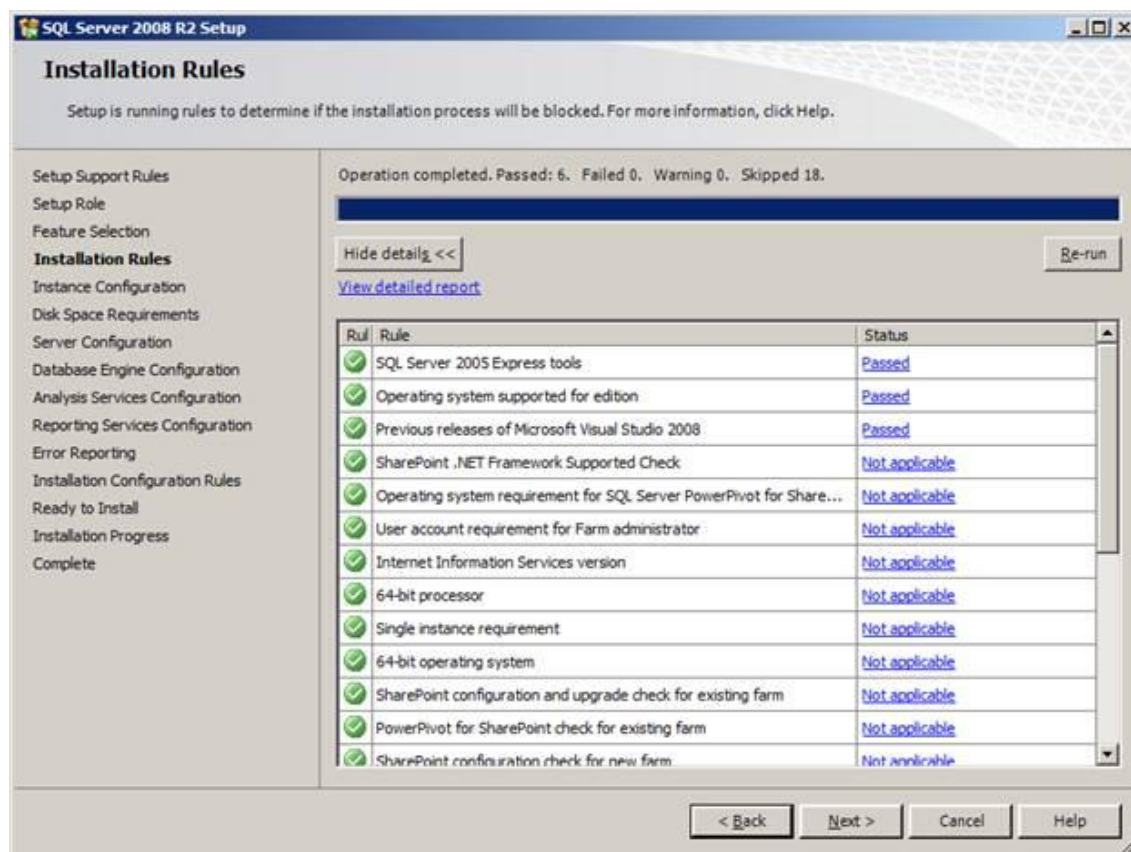 SQL Server 2008 R2 Setup
Installation Rules
Setup is running rules to determine if the installation process will be blocked. For more information, click Help.
Setup Support Rules
Setup Role
Feature Selection
Installation Rules
Instance Configuration
Disk Space Requirements
Server Configuration
Database Engine Configuration
Analysis Services Configuration
Reporting Services Configuration
Error Reporting
Installation Configuration Rules
Ready to Install
Installation Progress
Complete
Operation completed. Passed: 6. Failed 0. Warning 0. Skipped 18.
Hide details <<
Re-run
View detailed report
Rul Rule Status
SQL Server 2005 Express tools Passed
Operating system supported for edition Passed
Previous releases of Microsoft Visual Studio 2008 Passed
SharePoint .NET Framework Supported Check Not applicable
Operating system requirement for SQL Server PowerPivot for Share... Not applicable
User account requirement for Farm administrator Not applicable
Internet Information Services version Not applicable
64-bit processor Not applicable
Single instance requirement Not applicable
64-bit operating system Not applicable
SharePoint configuration and upgrade check for existing farm Not applicable
PowerPivot for SharePoint check for existing farm Not applicable
SharePoint configuration check for new farm Not applicable
< Back Next > Cancel Help